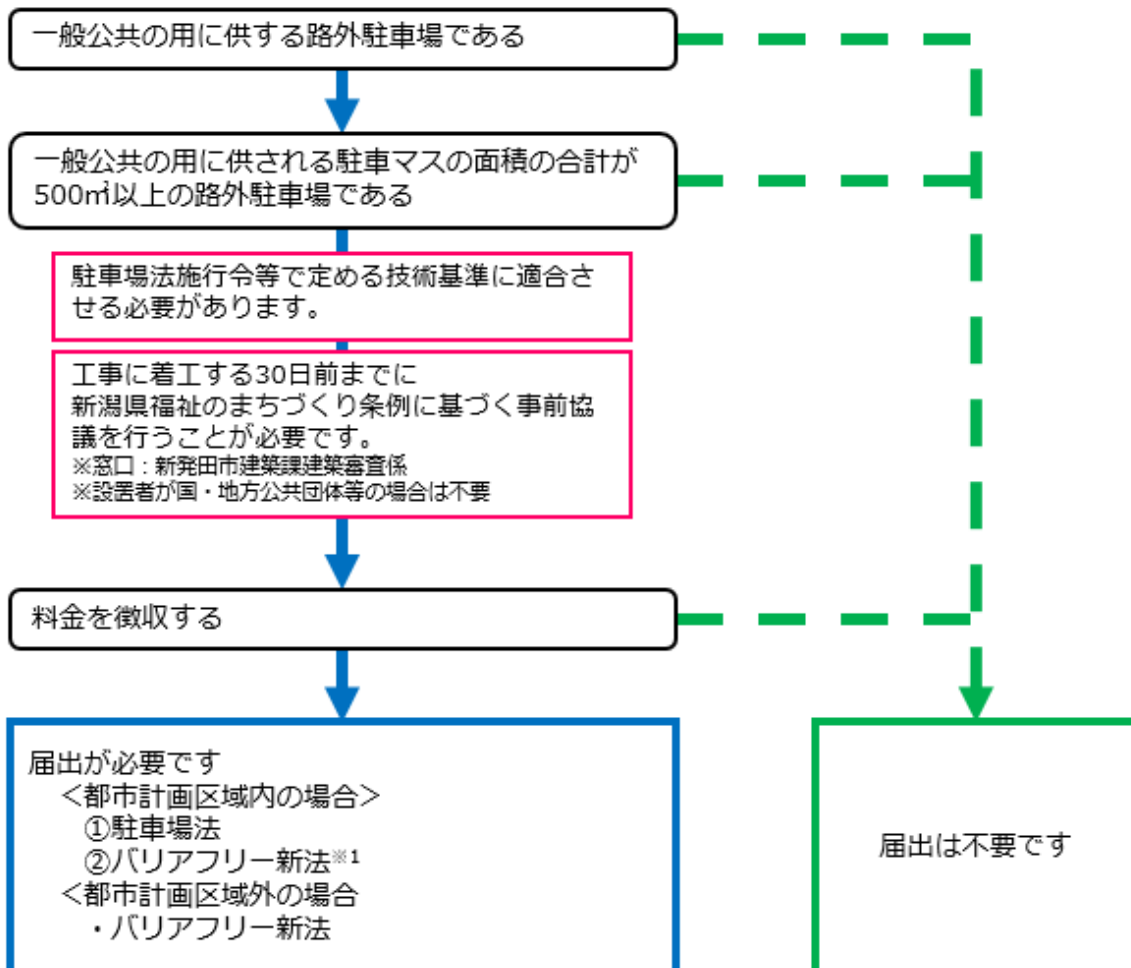 一般公共の用に供する路外駐車場である
一般公共の用に供される駐車マスの面積の合計が
500㎡以上の路外駐車場である
駐車場法施行令等で定める技術基準に適合さ
せる必要があります。
工事に着工する30日前までに
新潟県福祉のまちづくり条例に基づく事前協
議を行うことが必要です。
※窓口：新発田市建築課建築審査係
※設置者が国・地方公共団体等の場合は不要
料金を徴収する
届出が必要です
＜都市計画区域内の場合＞
①駐車場法
②バリアフリー新法※1
＜都市計画区域外の場合
・バリアフリー新法
届出は不要です